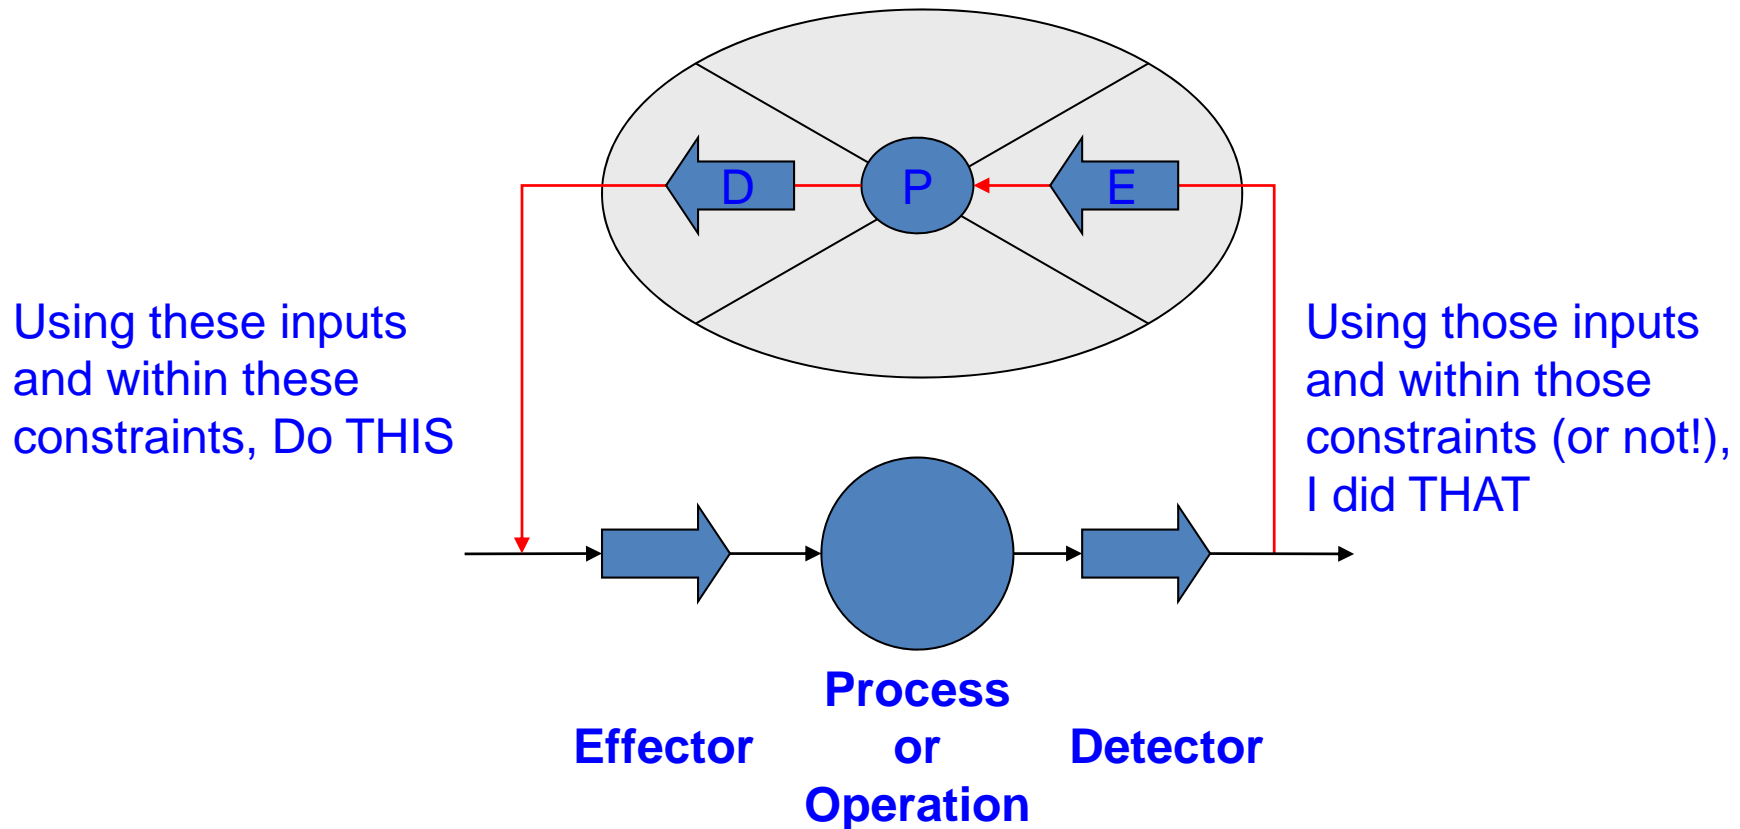 D
P
E
Using these inputs
and within these
constraints, Do THIS
Using those inputs
and within those
constraints (or not!),
I did THAT
Effector
Process
or
Operation
Detector